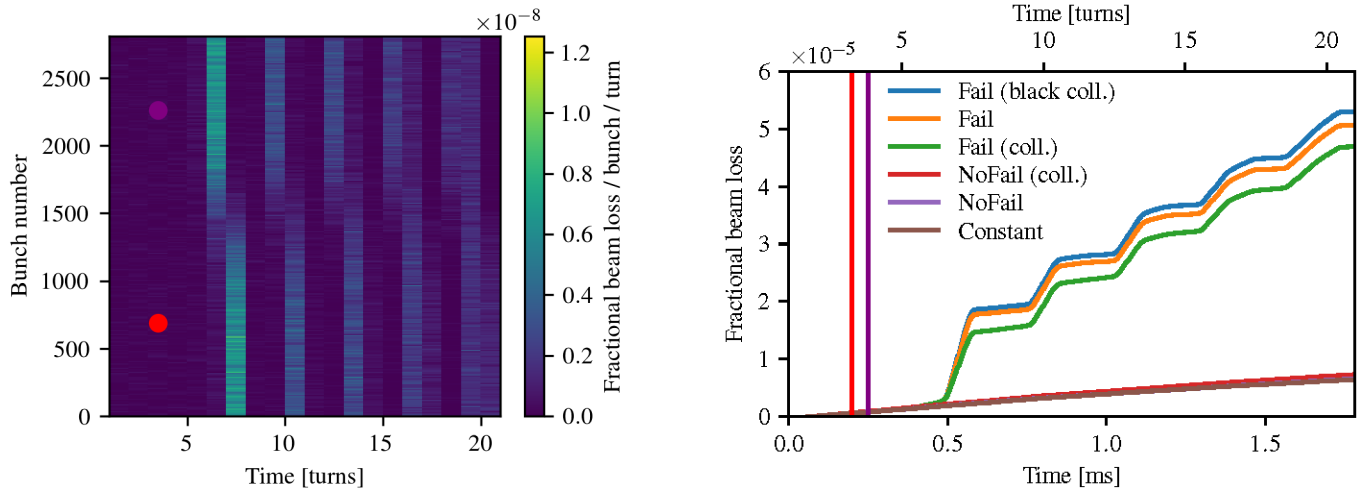 ×10⁻⁸
2500
2000
1500
1000
500
0
Bunch number
5
10
15
20
Time [turns]
1.2
1.0
0.8
0.6
0.4
0.2
0.0
Fractional beam loss / bunch / turn
Time [turns]
5
10
15
20
×10⁻⁵
6
5
4
3
2
1
0
Fractional beam loss
Fail (black coll.)
Fail
Fail (coll.)
NoFail (coll.)
NoFail
Constant
0.0
0.5
1.0
1.5
Time [ms]